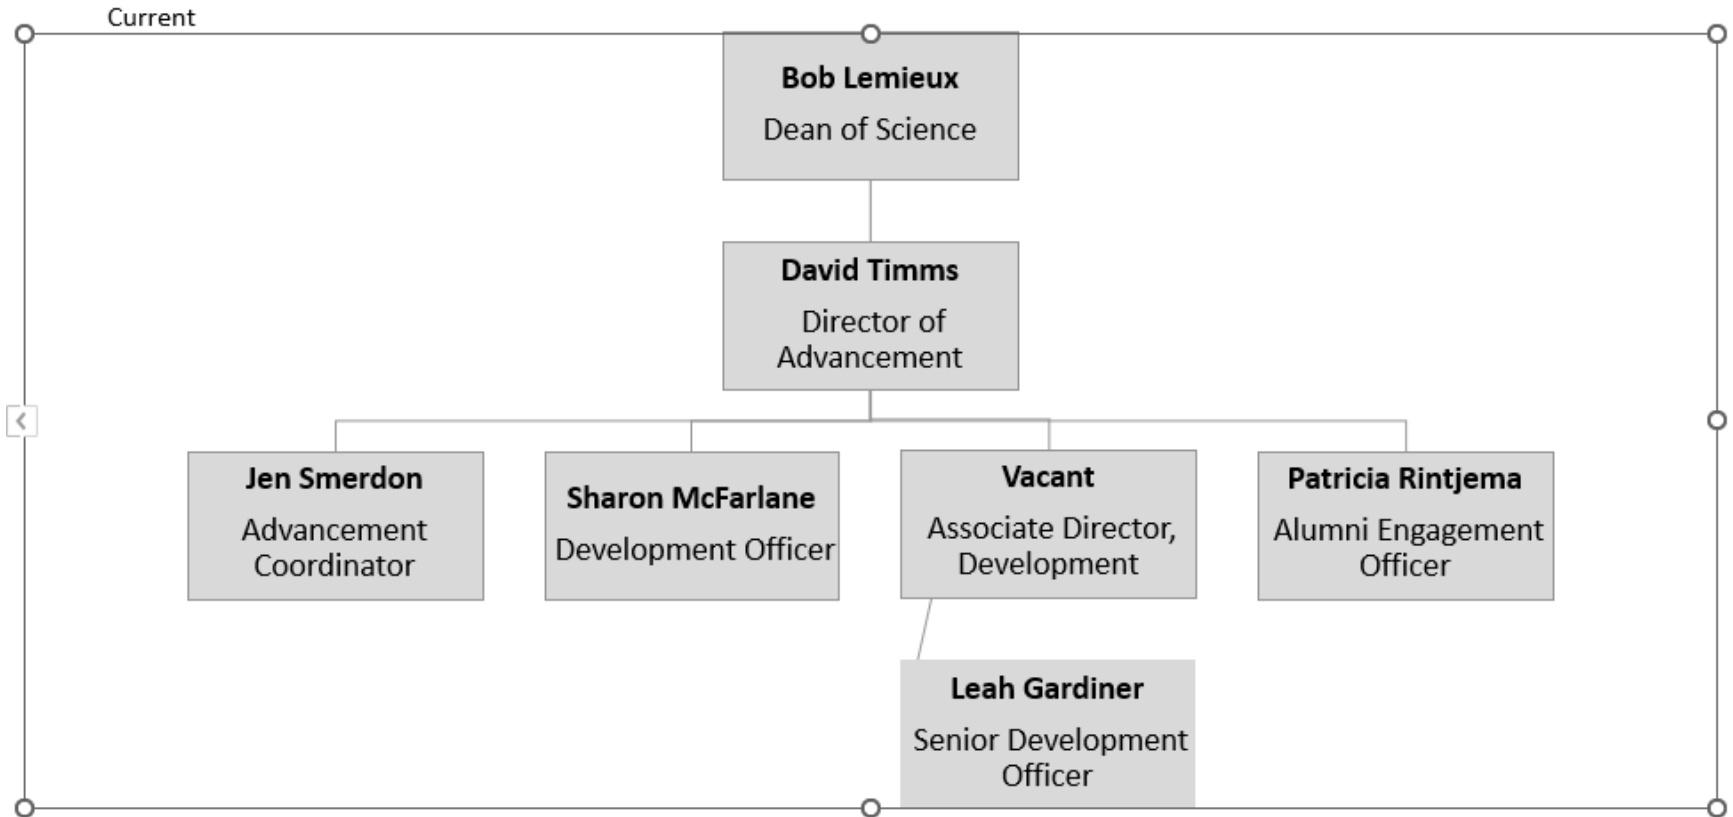 Current
Bob Lemieux
Dean of Science
David Timms
Director of
Advancement
Jen Smerdon
Advancement
Coordinator
Sharon McFarlane
Development Officer
Vacant
Associate Director,
Development
Patricia Rintjema
Alumni Engagement
Officer
Leah Gardiner
Senior Development
Officer